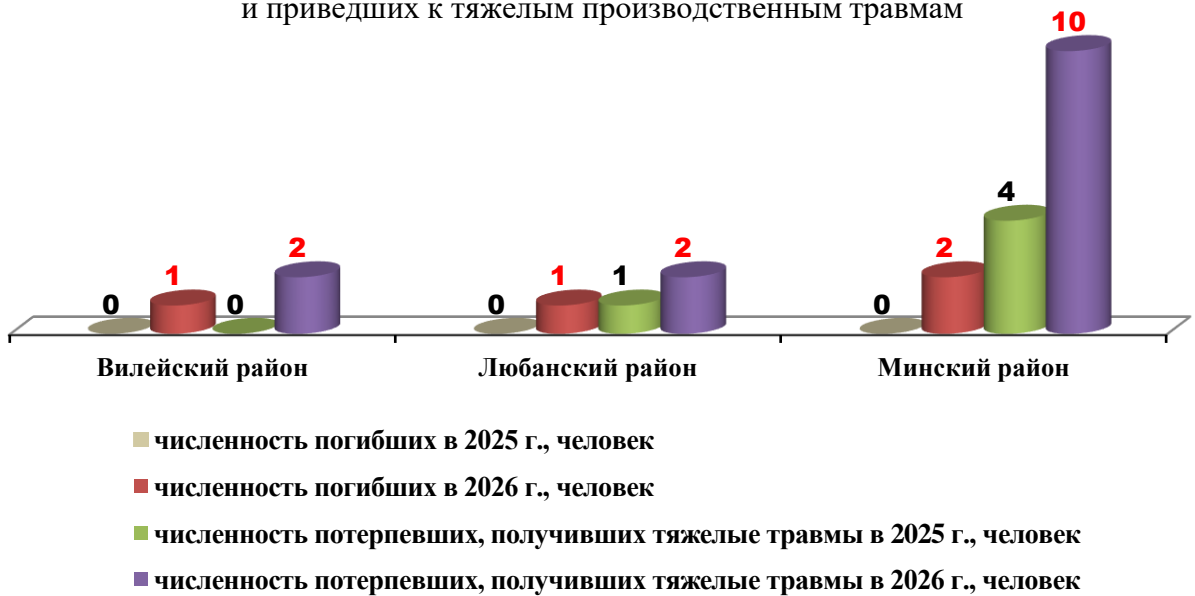 и приведших к тяжелым производственным травмам
10
4
2 2 2
1 1 1
0 0 0 0
Вилейский район Любанский район Минский район
численность погибших в 2025 г., человек
численность погибших в 2026 г., человек
численность потерпевших, получивших тяжелые травмы в 2025 г., человек
численность потерпевших, получивших тяжелые травмы в 2026 г., человек